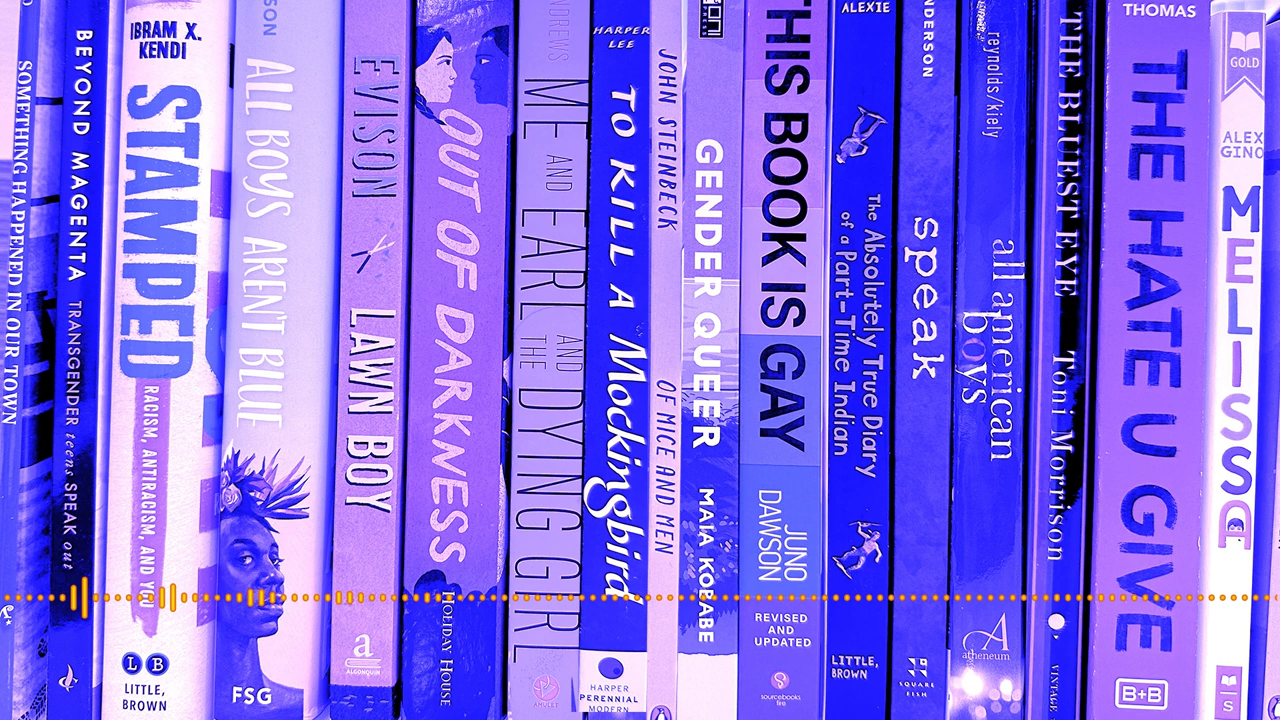 SOMETHING HAPPENED IN OUR TOWN
BEYOND MAGENTA TRANSGENDER teens SPEAK out
IBRAM X.
KENDI
STAMPED
RACISM, ANTIRACISM, AND YOU
L B
LITTLE,
BROWN
SON
ALL BOYS AREN'T BLUE
FSG
EVISON
LAWN BOY
a
ALGONQUIN
OUT OF DARKNESS
HOLIDAY HOUSE
NDREWS
ME AND EARL AND THE DYING GIRL
AMULET
HARPER
LEE
TO KILL A Mockingbird
HARPER
PERENNIAL
MODERN
JOHN STEINBECK OF MICE AND MEN
GENDER QUEER MAIA KOBABE
THIS BOOK IS GAY
JUNO
DAWSON
REVISED
AND
UPDATED
sourcebooks
fire
ALEXIE
The Absolutely True Diary
of a Part-Time Indian
LITTLE,
BROWN
NDERSON
speak
SQUARE
FISH
reynolds/kiely
all american
boys
A
atheneum
THE BLUEST EYE Toni Morrison
VINTAGE
THOMAS
THE HATE U GIVE
B+B
GOLD
ALEX
GINO
MELISSA
S